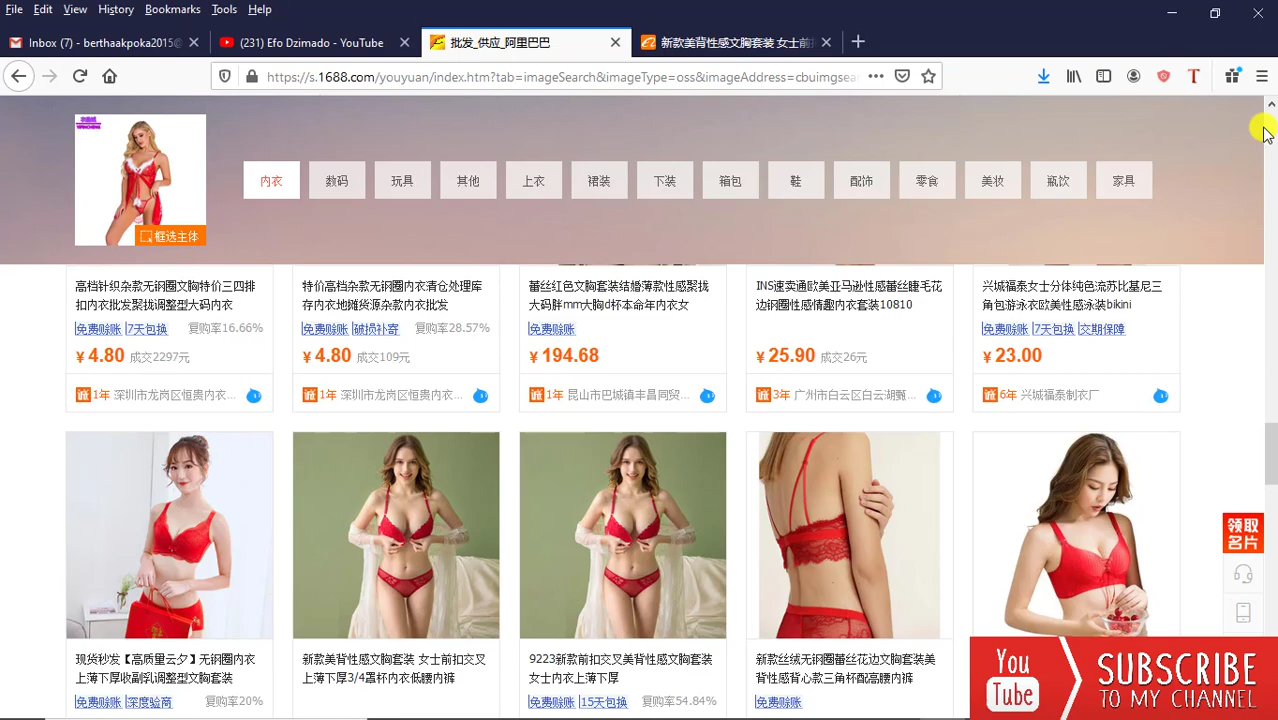 File Edit View History Bookmarks Tools Help
Inbox (7) - berthaakpoka2015@
(231) Efo Dzimado - YouTube
批发_供应_阿里巴巴
新款美背性感文胸套装 女士前扣
https://s.1688.com/youyuan/index.htm?tab=imageSearch&imageType=oss&imageAddress=cbuimgsear
框选主体
内衣 数码 玩具 其他 上衣 裙装 下装 箱包 鞋 配饰 零食 美妆 瓶饮 家具
高档针织杂款无钢圈文胸特价三四排
扣内衣批发聚拢调整型大码内衣
免费赊账 7天包换 复购率16.66%
¥ 4.80 成交2297元
诚 1年 深圳市龙岗区恒贵内衣...
特价高档杂款无钢圈内衣清仓处理库
存内衣地摊货源杂款内衣批发
免费赊账 破损补寄 复购率28.57%
¥ 4.80 成交109元
诚 1年 深圳市龙岗区恒贵内衣...
蕾丝红色文胸套装结婚薄款性感聚拢
大码胖mm大胸d杯本命年内衣女
免费赊账
¥ 194.68
诚 1年 昆山市巴城镇丰昌同贸...
INS速卖通欧美亚马逊性感蕾丝睫毛花
边钢圈性感情趣内衣套装10810
¥ 25.90 成交26元
诚 3年 广州市白云区白云湖甄...
兴城福泰女士分体纯色流苏比基尼三
角包游泳衣欧美性感泳装bikini
免费赊账 7天包换 交期保障
¥ 23.00
诚 6年 兴城福泰制衣厂
现货秒发【高质量云夕】无钢圈内衣
上薄下厚收副乳调整型文胸套装
免费赊账 深度验商 复购率20%
新款美背性感文胸套装 女士前扣交叉
上薄下厚3/4罩杯内衣低腰内裤
9223新款前扣交叉美背性感文胸套装
女士内衣上薄下厚
免费赊账 15天包换 复购率54.84%
新款丝绒无钢圈蕾丝花边文胸套装美
背性感背心款三角杯配高腰内裤
免费赊账
领取
名片
You
Tube
SUBSCRIBE
TO MY CHANNEL